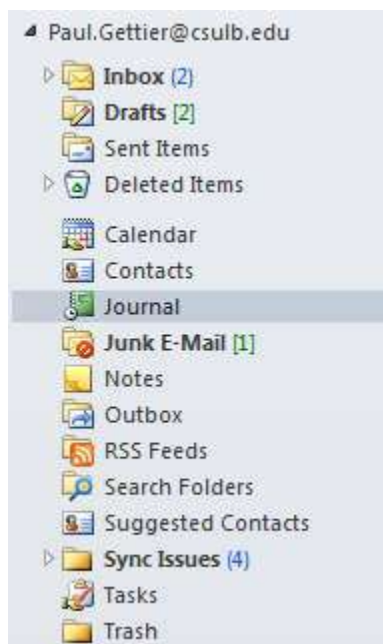 Paul.Gettier@csulb.edu
Inbox (2)
Drafts [2]
Sent Items
Deleted Items
Calendar
Contacts
Journal
Junk E-Mail [1]
Notes
Outbox
RSS Feeds
Search Folders
Suggested Contacts
Sync Issues (4)
Tasks
Trash